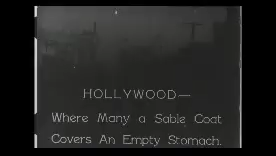 HOLLYWOOD—
Where Many a Sable Coat
Covers An Empty Stomach.